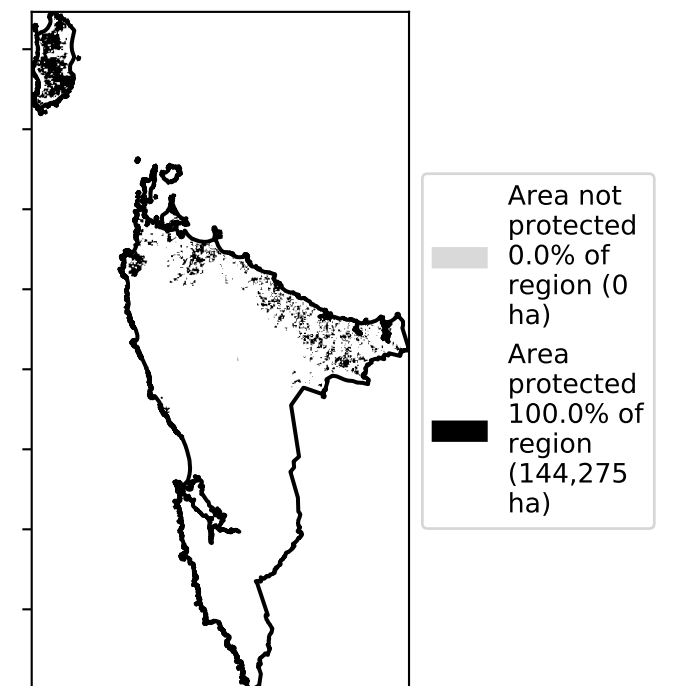 Area not
protected
0.0% of
region (0
ha)
Area
protected
100.0% of
region
(144,275
ha)